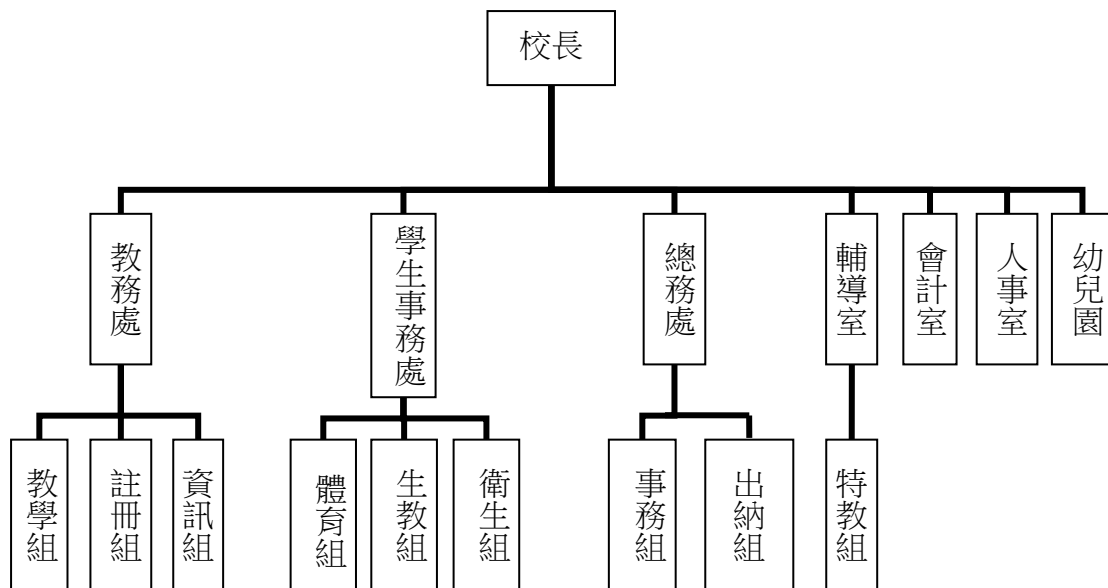 校長
教務處
學生事務處
總務處
輔導室
會計室
人事室
幼兒園
教學組
註冊組
資訊組
體育組
生教組
衛生組
事務組
出納組
特教組